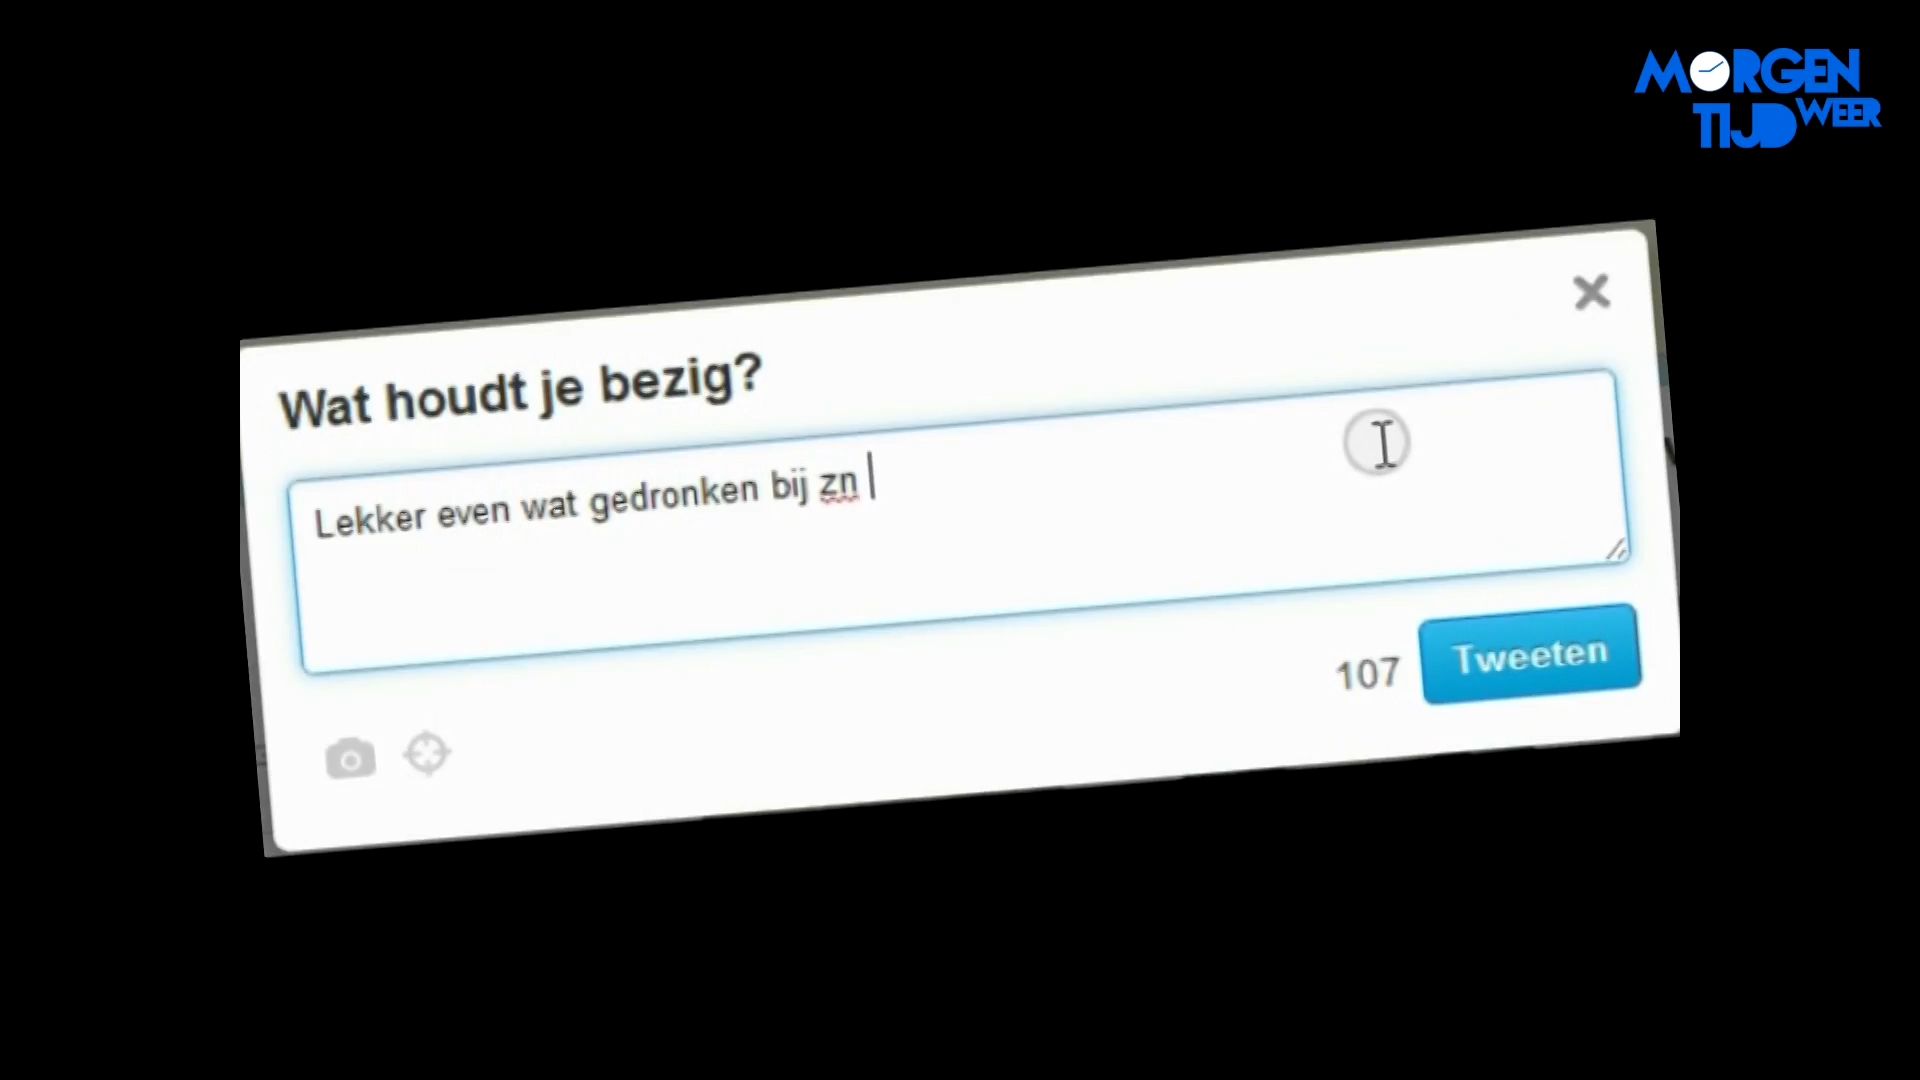 MORGEN
TIJD WEER
Wat houdt je bezig?
Lekker even wat gedronken bij zn
107
Tweeten